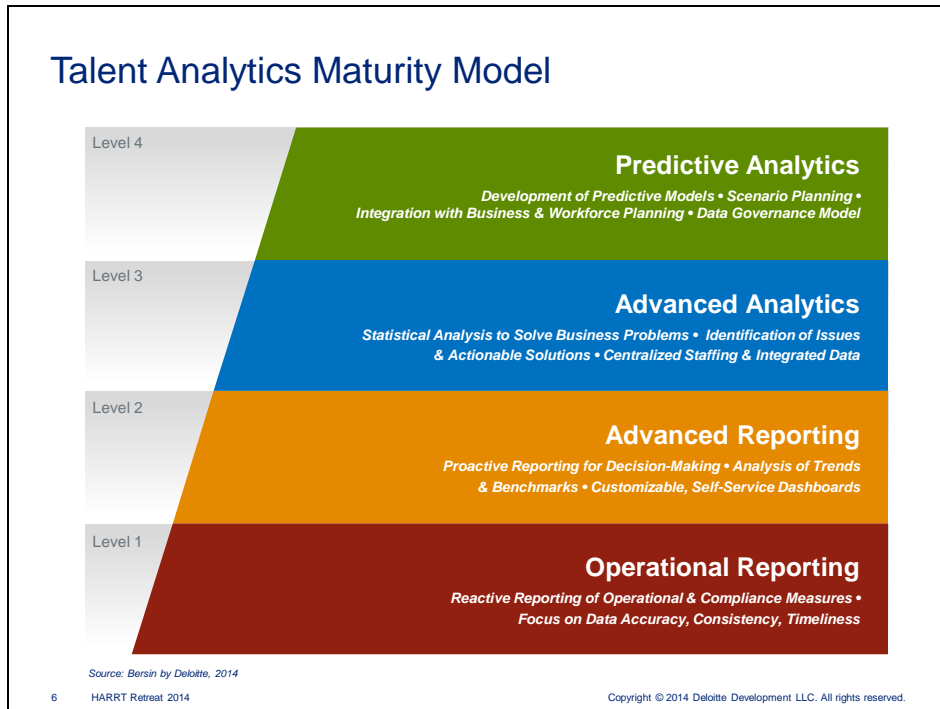 Talent Analytics Maturity Model
Level 4
Predictive Analytics
Development of Predictive Models • Scenario Planning •
Integration with Business & Workforce Planning • Data Governance Model
Level 3
Advanced Analytics
Statistical Analysis to Solve Business Problems • Identification of Issues
& Actionable Solutions • Centralized Staffing & Integrated Data
Level 2
Advanced Reporting
Proactive Reporting for Decision-Making • Analysis of Trends
& Benchmarks • Customizable, Self-Service Dashboards
Level 1
Operational Reporting
Reactive Reporting of Operational & Compliance Measures •
Focus on Data Accuracy, Consistency, Timeliness
Source: Bersin by Deloitte, 2014
6 HARRT Retreat 2014 Copyright © 2014 Deloitte Development LLC. All rights reserved.